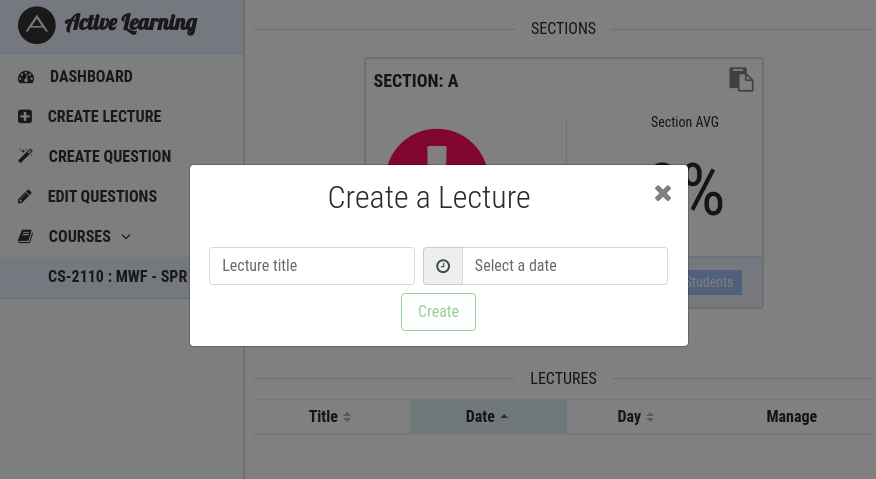 Active Learning
DASHBOARD
CREATE LECTURE
CREATE QUESTION
EDIT QUESTIONS
COURSES
CS-2110 : MWF - SPR
SECTIONS
SECTION: A
Section AVG
%
Students
Create a Lecture
Lecture title
Select a date
Create
LECTURES
Title
Date
Day
Manage